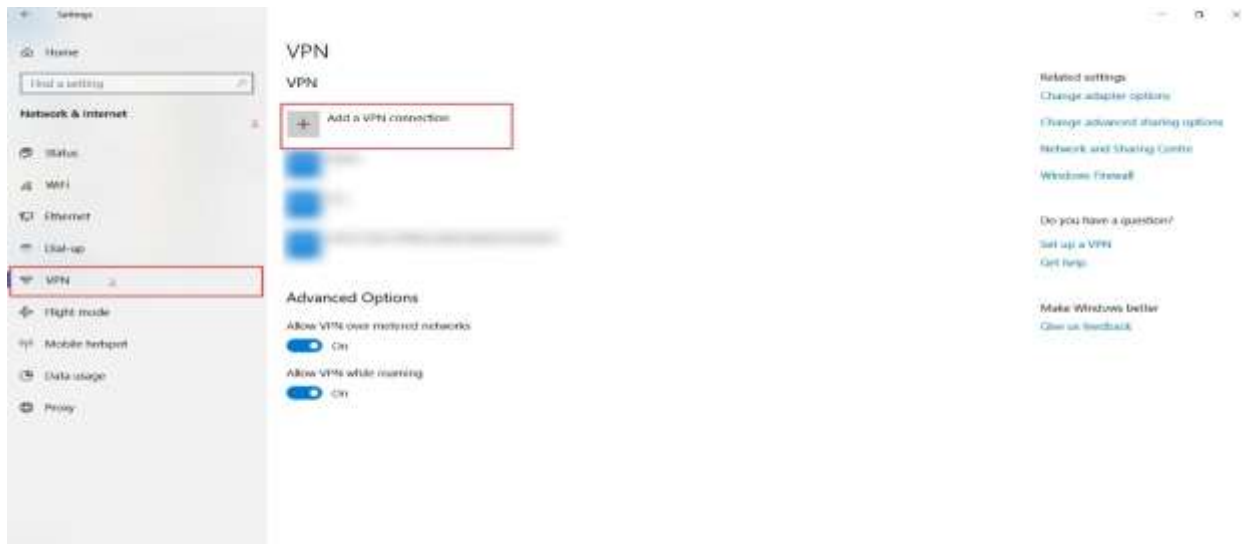 Settings
Home
Find a setting
Network & Internet
Status
WiFi
Ethernet
Dial-up
VPN
Flight mode
Mobile hotspot
Data usage
Proxy
VPN
VPN
Add a VPN connection
Advanced Options
Allow VPN over metered networks
On
Allow VPN while roaming
On
Related settings
Change adapter options
Change advanced sharing options
Network and Sharing Centre
Windows Firewall
Do you have a question?
Set up a VPN
Get help
Make Windows better
Give us feedback